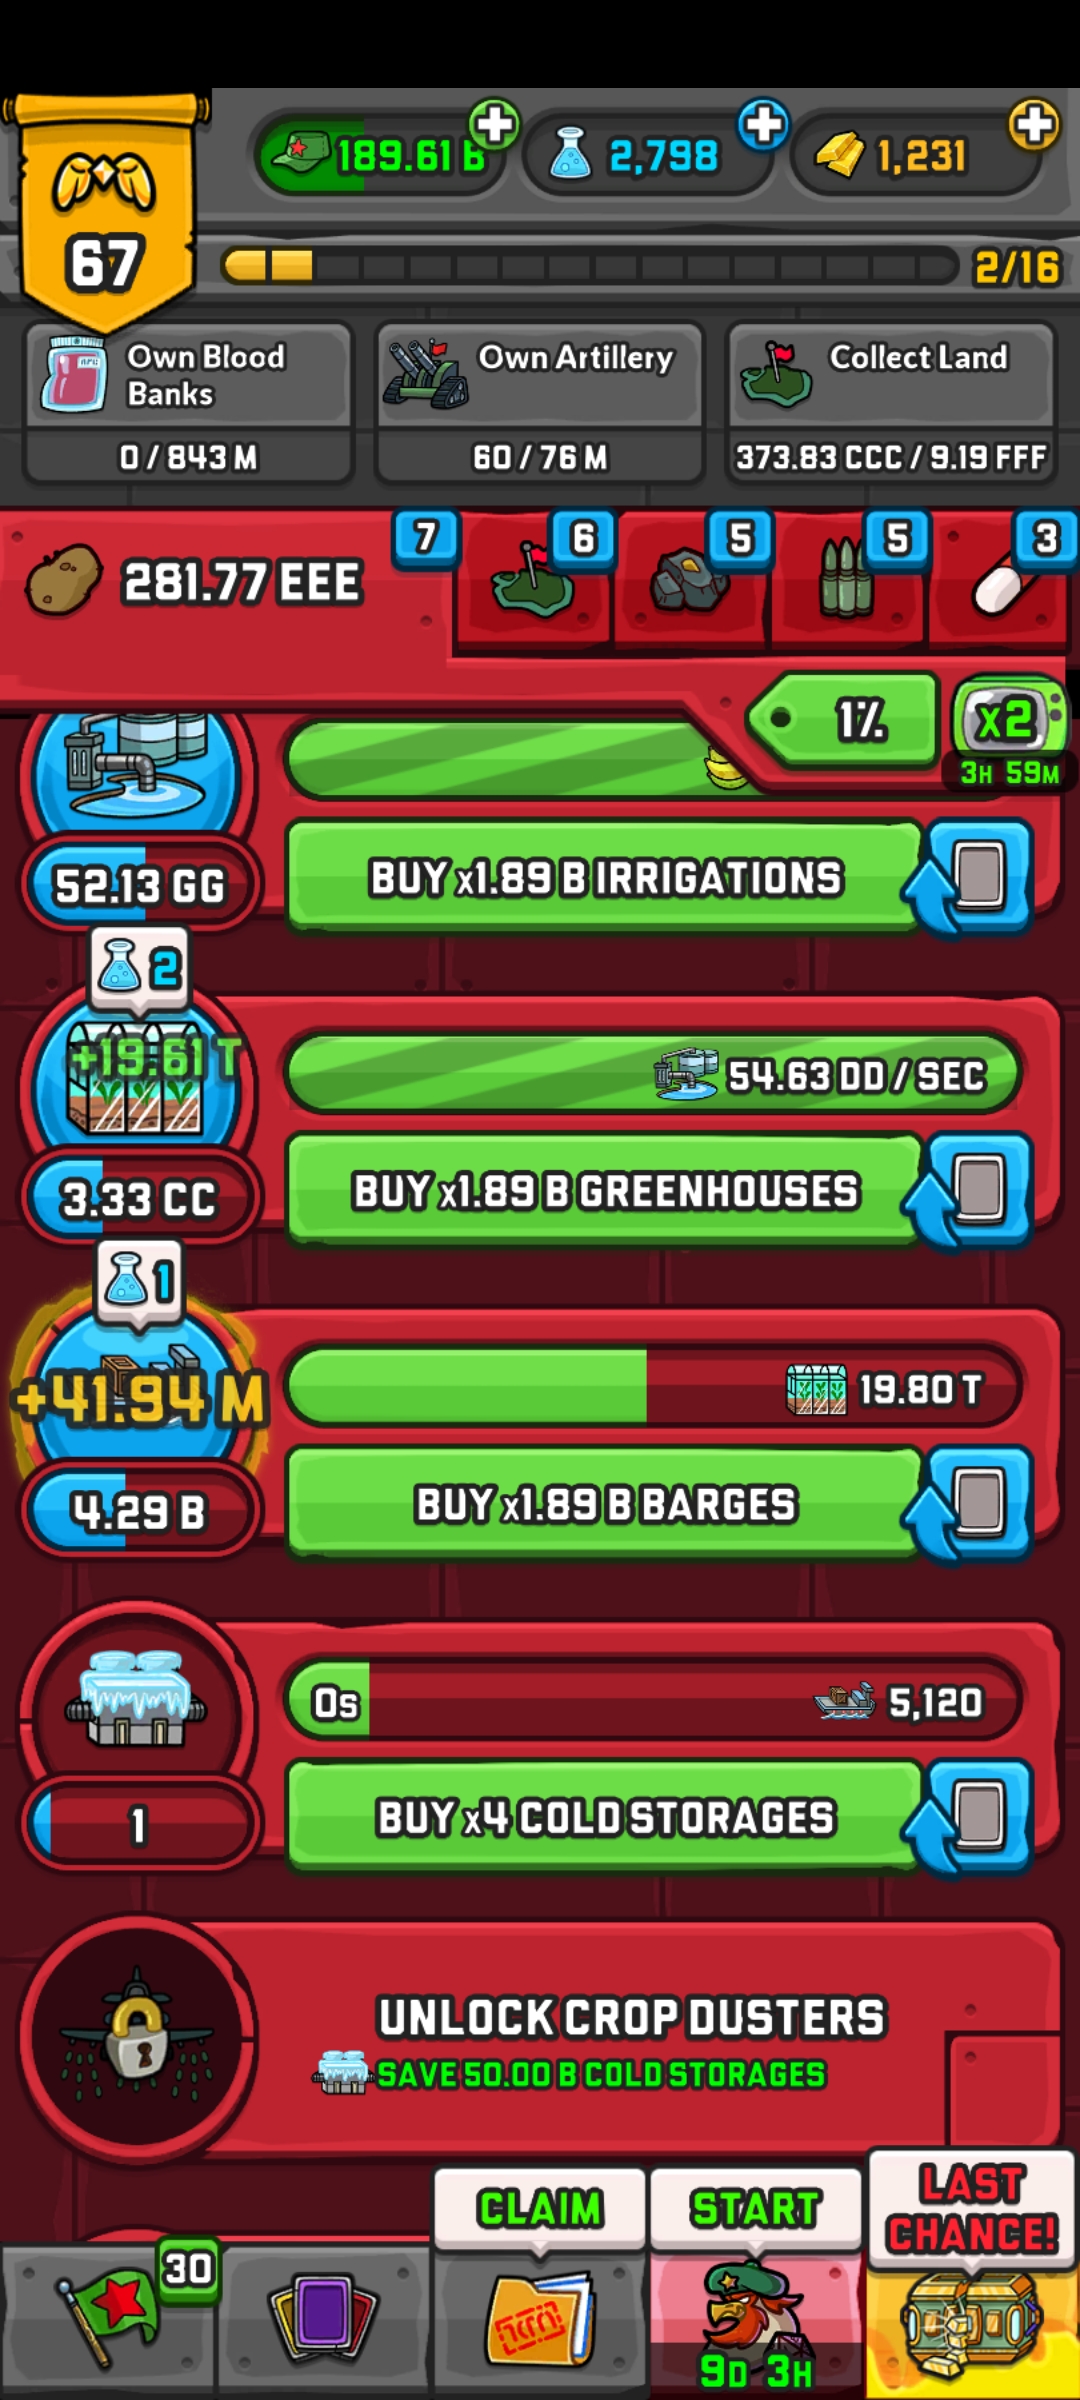 189.61 B
2,798
1,231
67
2/16
Own Blood
Banks
0 / 843 M
Own Artillery
60 / 76 M
Collect Land
373.83 CCC / 9.19 FFF
281.77 EEE
7
6
5
5
3
1%
x2
3H 59M
52.13 GG
BUY x1.89 B IRRIGATIONS
2
+19.61 T
54.63 DD / SEC
3.33 CC
BUY x1.89 B GREENHOUSES
1
+41.94 M
19.80 T
4.29 B
BUY x1.89 B BARGES
0s
5,120
1
BUY x4 COLD STORAGES
UNLOCK CROP DUSTERS
SAVE 50.00 B COLD STORAGES
30
CLAIM
START
9D 3H
LAST
CHANCE!